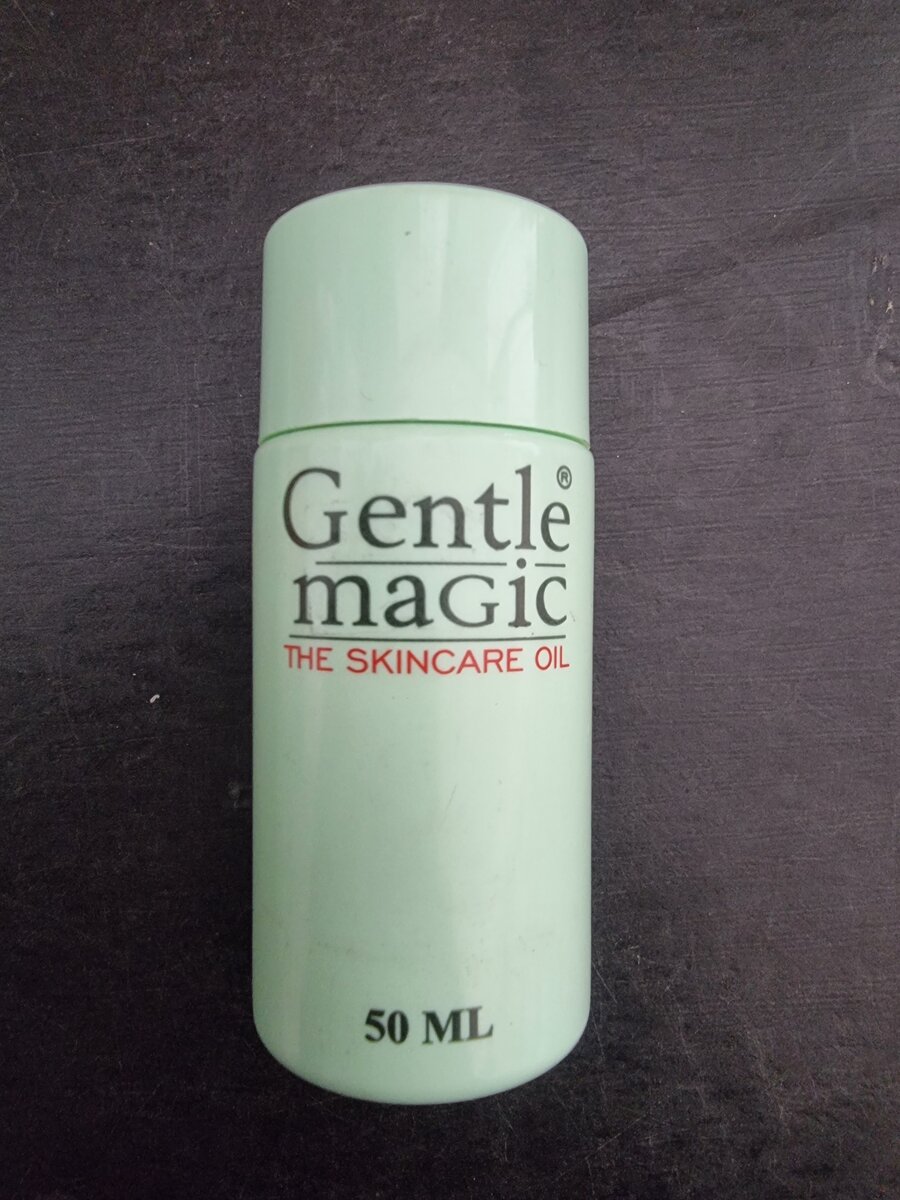 Gentle®
maGic
THE SKINCARE OIL
50 ML